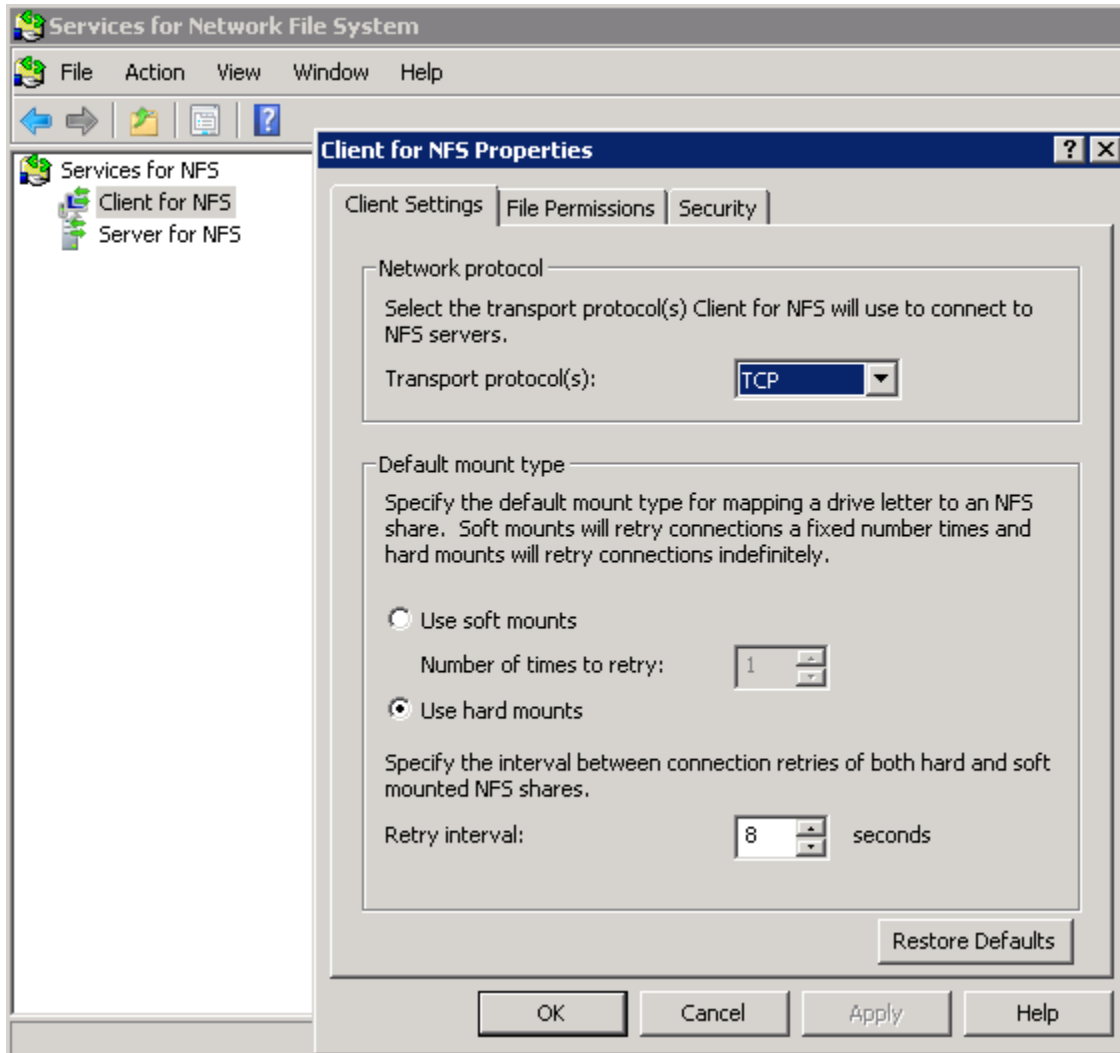 Services for Network File System
File Action View Window Help
Services for NFS
Client for NFS
Server for NFS
Client for NFS Properties
Client Settings File Permissions Security
Network protocol
Select the transport protocol(s) Client for NFS will use to connect to
NFS servers.
Transport protocol(s): TCP
Default mount type
Specify the default mount type for mapping a drive letter to an NFS
share. Soft mounts will retry connections a fixed number times and
hard mounts will retry connections indefinitely.
Use soft mounts
Number of times to retry: 1
Use hard mounts
Specify the interval between connection retries of both hard and soft
mounted NFS shares.
Retry interval: 8 seconds
Restore Defaults
OK Cancel Apply Help